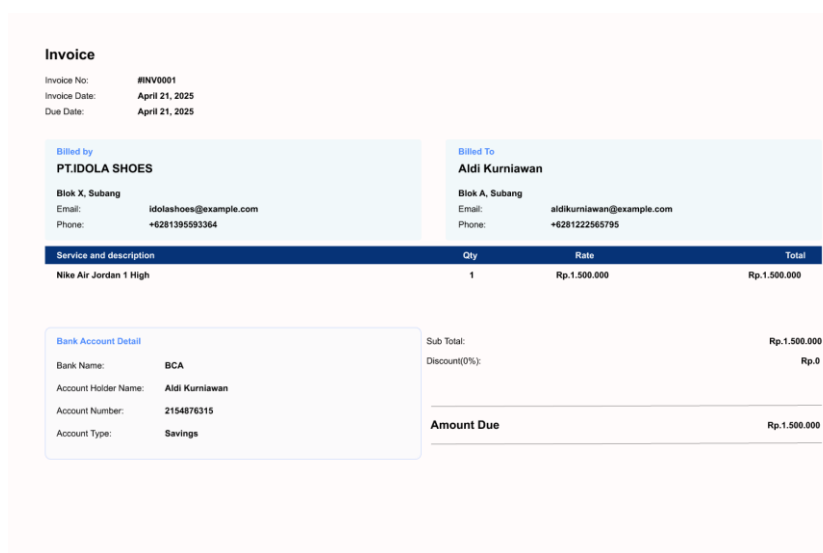 Invoice
Invoice No: #INV0001
Invoice Date: April 21, 2025
Due Date: April 21, 2025
Billed by
PT.IDOLA SHOES
Blok X, Subang
Email: idolashoes@example.com
Phone: +6281395593364
Billed To
Aldi Kurniawan
Blok A, Subang
Email: aldikurniawan@example.com
Phone: +6281222565795
Service and description Qty Rate Total
Nike Air Jordan 1 High 1 Rp.1.500.000 Rp.1.500.000
Bank Account Detail
Bank Name: BCA
Account Holder Name: Aldi Kurniawan
Account Number: 2154876315
Account Type: Savings
Sub Total: Rp.1.500.000
Discount(0%): Rp.0
Amount Due Rp.1.500.000